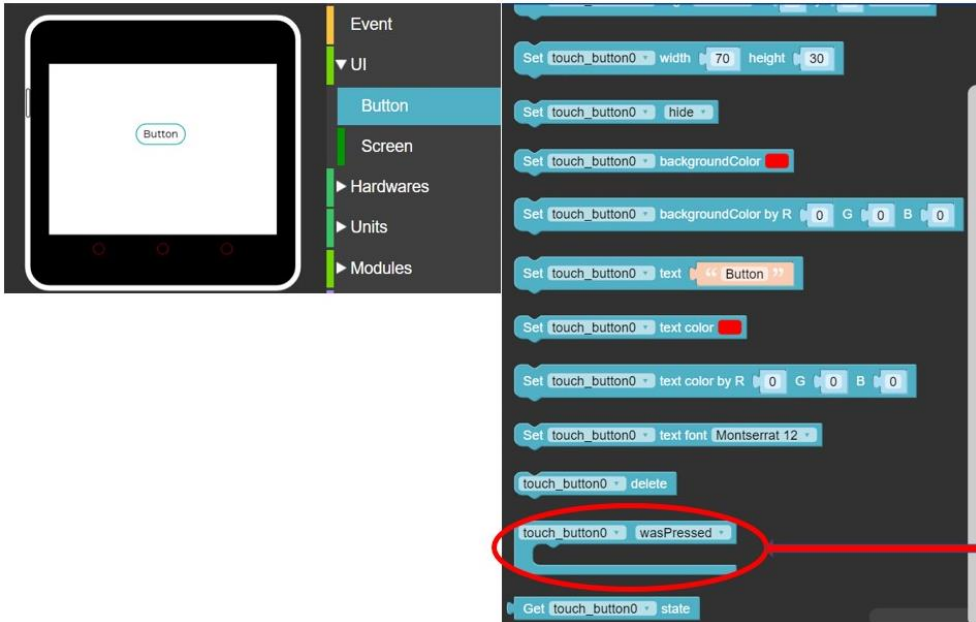 Button
Event
UI
Button
Screen
Hardwares
Units
Modules
Set touch_button0 width 70 height 30
Set touch_button0 hide
Set touch_button0 backgroundColor
Set touch_button0 backgroundColor by R 0 G 0 B 0
Set touch_button0 text “ Button ”
Set touch_button0 text color
Set touch_button0 text color by R 0 G 0 B 0
Set touch_button0 text font Montserrat 12
touch_button0 delete
touch_button0 wasPressed
Get touch_button0 state